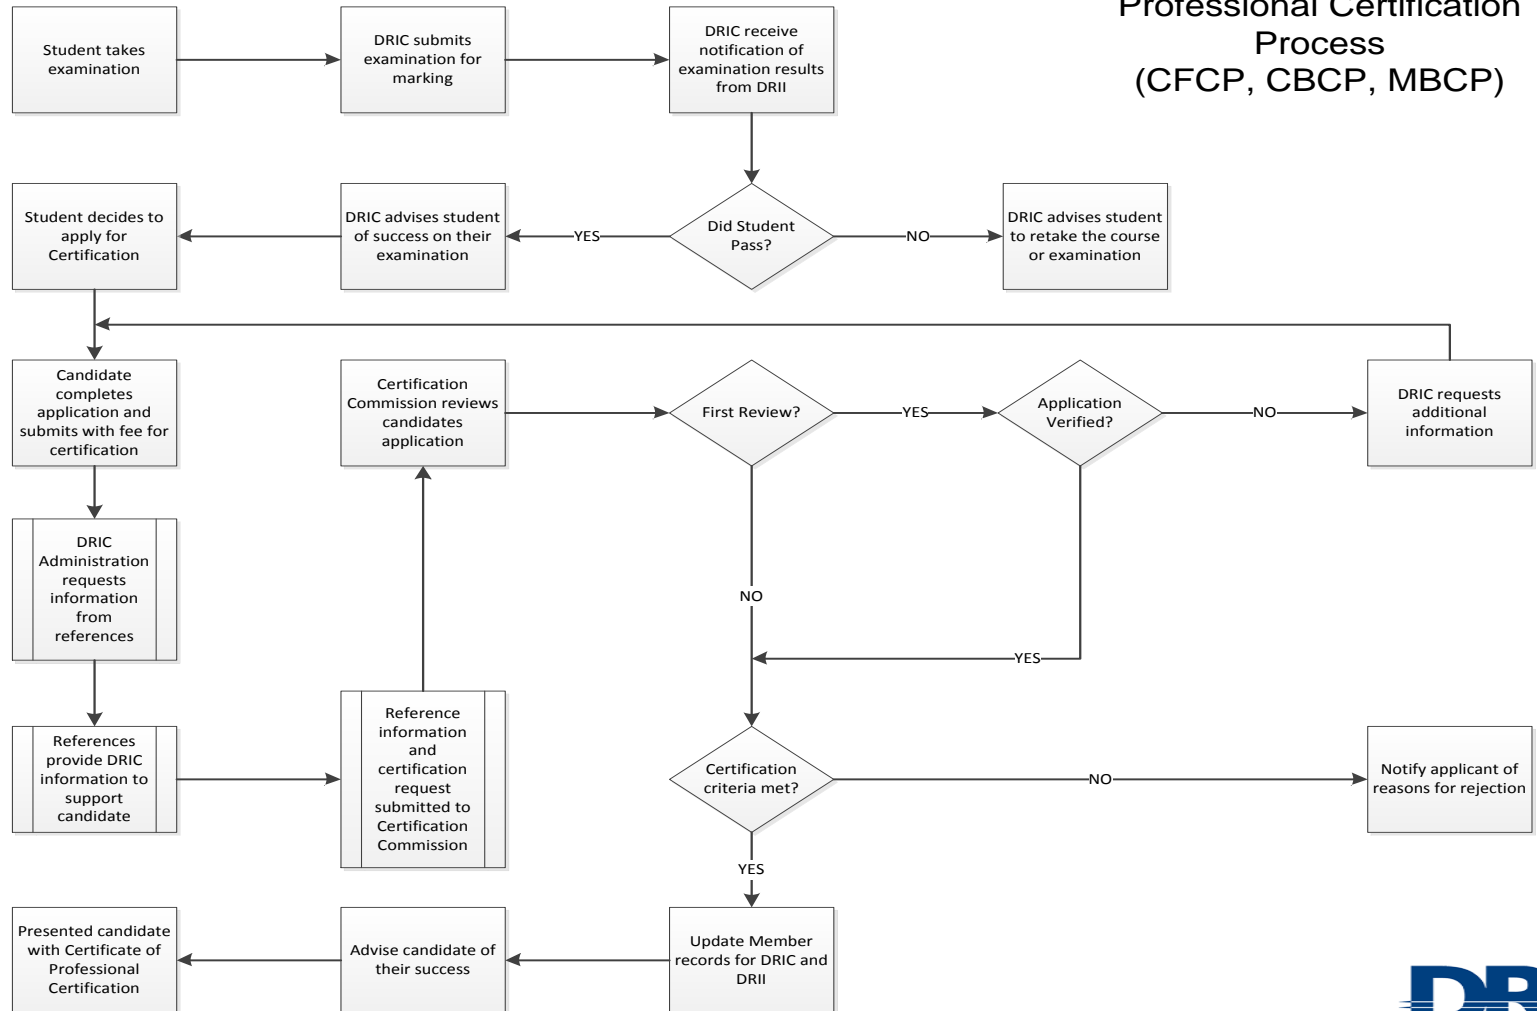 Professional Certification
Process
(CFCP, CBCP, MBCP)
Student takes
examination
DRIC submits
examination for
marking
DRIC receive
notification of
examination results
from DRII
Student decides to
apply for
Certification
DRIC advises student
of success on their
examination
YES
Did Student
Pass?
NO
DRIC advises student
to retake the course
or examination
Candidate
completes
application and
submits with fee for
certification
Certification
Commission reviews
candidates
application
First Review?
YES
Application
Verified?
NO
DRIC requests
additional
information
DRIC
Administration
requests
information
from
references
NO
YES
References
provide DRIC
information to
support
candidate
Reference
information
and
certification
request
submitted to
Certification
Commission
Certification
criteria met?
NO
Notify applicant of
reasons for rejection
YES
Presented candidate
with Certificate of
Professional
Certification
Advise candidate of
their success
Update Member
records for DRIC and
DRII